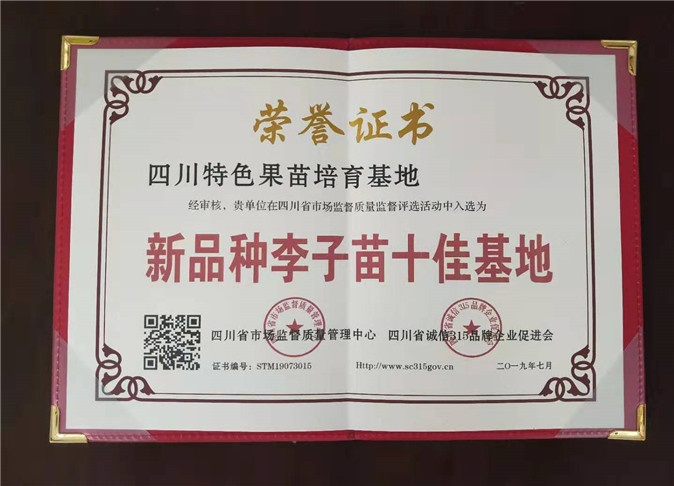 荣誉证书
四川特色果苗培育基地
经审核，贵单位在四川省市场监督质量监督评选活动中入选为
新品种李子苗十佳基地
四川省市场监督质量管理中心 四川省诚信315品牌企业促进会
证书编号：STM19073015 Http://www.sc315gov.cn 二〇一九年七月